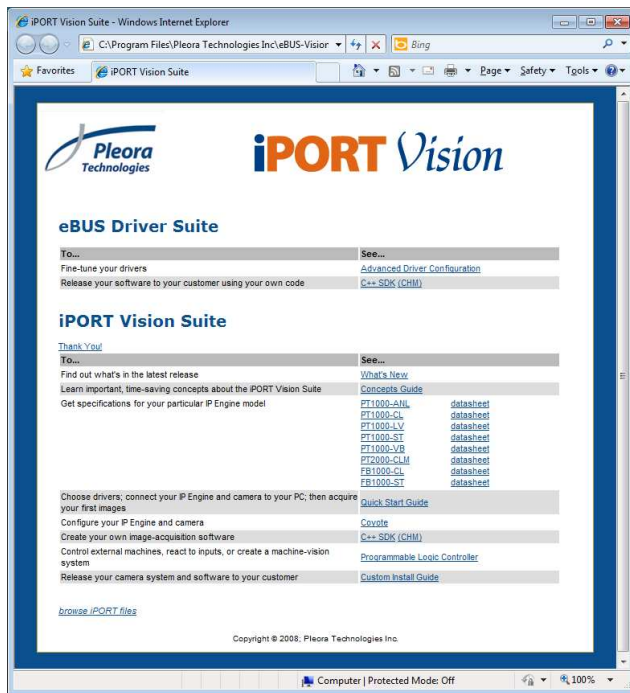 iPORT Vision Suite - Windows Internet Explorer
C:\Program Files\Pleora Technologies Inc\eBUS-Vision
Bing
Favorites
iPORT Vision Suite
Page
Safety
Tools
Pleora
Technologies
iPORT Vision
eBUS Driver Suite
To... See...
Fine-tune your drivers Advanced Driver Configuration
Release your software to your customer using your own code C++ SDK (CHM)
iPORT Vision Suite
Thank You!
To... See...
Find out what's in the latest release What's New
Learn important, time-saving concepts about the iPORT Vision Suite Concepts Guide
Get specifications for your particular IP Engine model PT1000-ANL datasheet
PT1000-CL datasheet
PT1000-LV datasheet
PT1000-ST datasheet
PT1000-VB datasheet
PT2000-CLM datasheet
FB1000-CL datasheet
FB1000-ST datasheet
Choose drivers; connect your IP Engine and camera to your PC; then acquire
your first images Quick Start Guide
Configure your IP Engine and camera Coyote
Create your own image-acquisition software C++ SDK (CHM)
Control external machines, react to inputs, or create a machine-vision
system Programmable Logic Controller
Release your camera system and software to your customer Custom Install Guide
browse iPORT files
Copyright © 2008; Pleora Technologies Inc.
Computer | Protected Mode: Off
100%